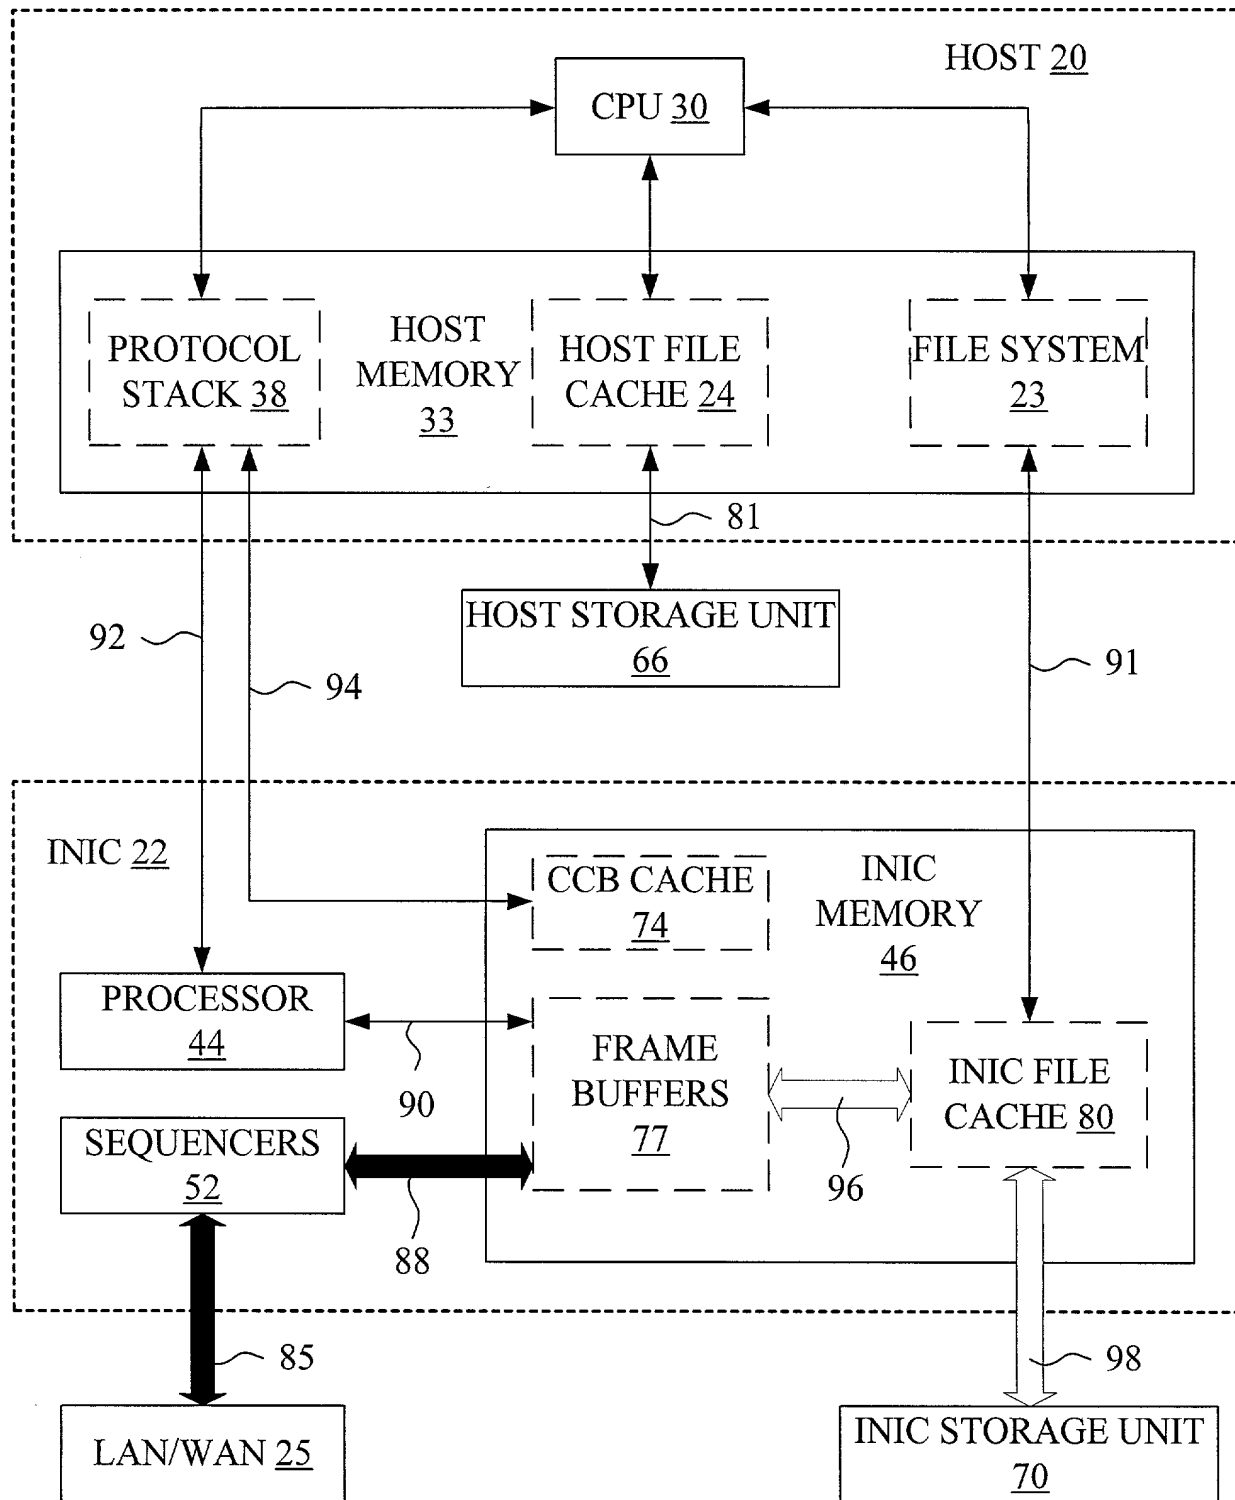 HOST 20
CPU 30
PROTOCOL
STACK 38
HOST
MEMORY
33
HOST FILE
CACHE 24
FILE SYSTEM
23
81
HOST STORAGE UNIT
66
92
94
91
INIC 22
CCB CACHE
74
INIC
MEMORY
46
PROCESSOR
44
90
FRAME
BUFFERS
77
INIC FILE
CACHE 80
96
SEQUENCERS
52
88
85
98
LAN/WAN 25
INIC STORAGE UNIT
70